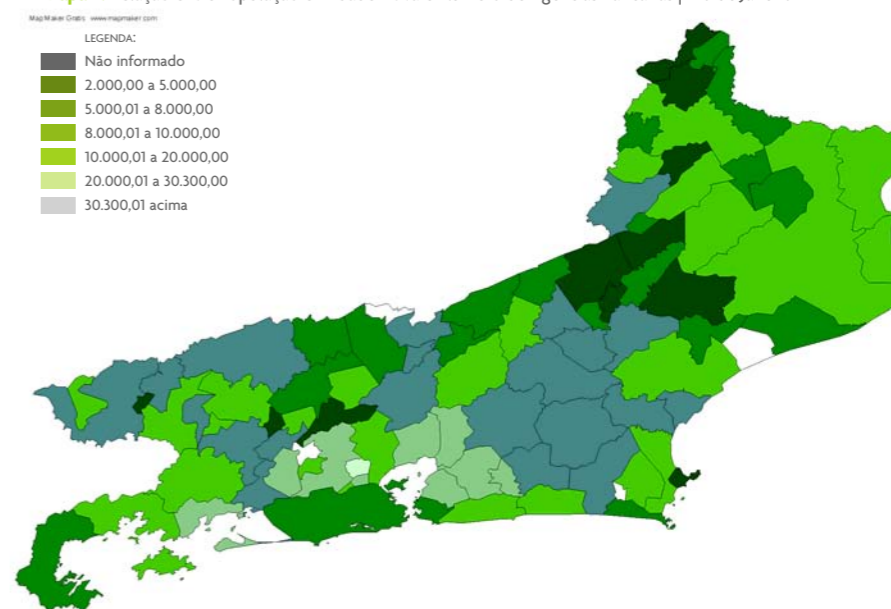 Map Maker Gratis www.mapmaker.com
LEGENDA:
Não informado
2.000,00 a 5.000,00
5.000,01 a 8.000,00
8.000,01 a 10.000,00
10.000,01 a 20.000,00
20.000,01 a 30.300,00
30.300,01 acima